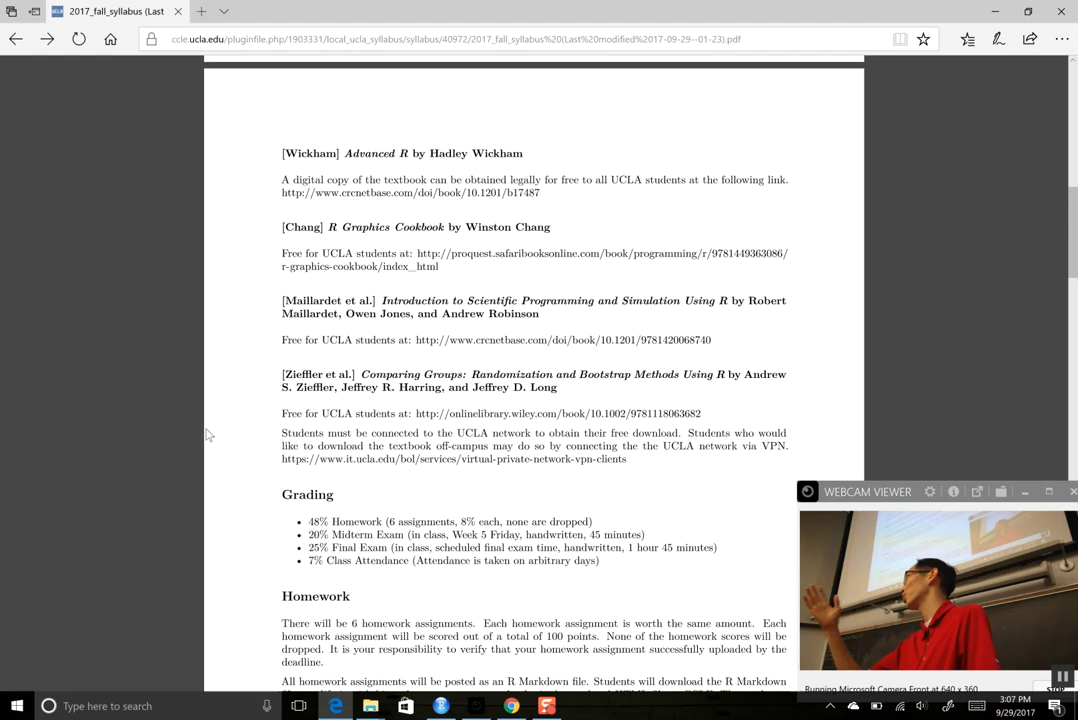 2017_fall_syllabus (Last
ccle.ucla.edu/pluginfile.php/1903331/local_ucla_syllabus/syllabus/40972/2017_fall_syllabus%20(Last%20modified%2017-09-29--01-23).pdf
[Wickham] Advanced R by Hadley Wickham
A digital copy of the textbook can be obtained legally for free to all UCLA students at the following link.
http://www.crcnetbase.com/doi/book/10.1201/b17487
[Chang] R Graphics Cookbook by Winston Chang
Free for UCLA students at: http://proquest.safaribooksonline.com/book/programming/r/9781449363086/
r-graphics-cookbook/index_html
[Maillardet et al.] Introduction to Scientific Programming and Simulation Using R by Robert
Maillardet, Owen Jones, and Andrew Robinson
Free for UCLA students at: http://www.crcnetbase.com/doi/book/10.1201/9781420068740
[Zieffler et al.] Comparing Groups: Randomization and Bootstrap Methods Using R by Andrew
S. Zieffler, Jeffrey R. Harring, and Jeffrey D. Long
Free for UCLA students at: http://onlinelibrary.wiley.com/book/10.1002/9781118063682
Students must be connected to the UCLA network to obtain their free download. Students who would
like to download the textbook off-campus may do so by connecting the the UCLA network via VPN.
https://www.it.ucla.edu/bol/services/virtual-private-network-vpn-clients
Grading
• 48% Homework (6 assignments, 8% each, none are dropped)
• 20% Midterm Exam (in class, Week 5 Friday, handwritten, 45 minutes)
• 25% Final Exam (in class, scheduled final exam time, handwritten, 1 hour 45 minutes)
• 7% Class Attendance (Attendance is taken on arbitrary days)
Homework
There will be 6 homework assignments. Each homework assignment is worth the same amount. Each
homework assignment will be scored out of a total of 100 points. None of the homework scores will be
dropped. It is your responsibility to verify that your homework assignment successfully uploaded by the
deadline.
All homework assignments will be posted as an R Markdown file. Students will download the R Markdown
WEBCAM VIEWER
Running Microsoft Camera Front at 640 x 360
STOP
Type here to search
3:07 PM
9/29/2017